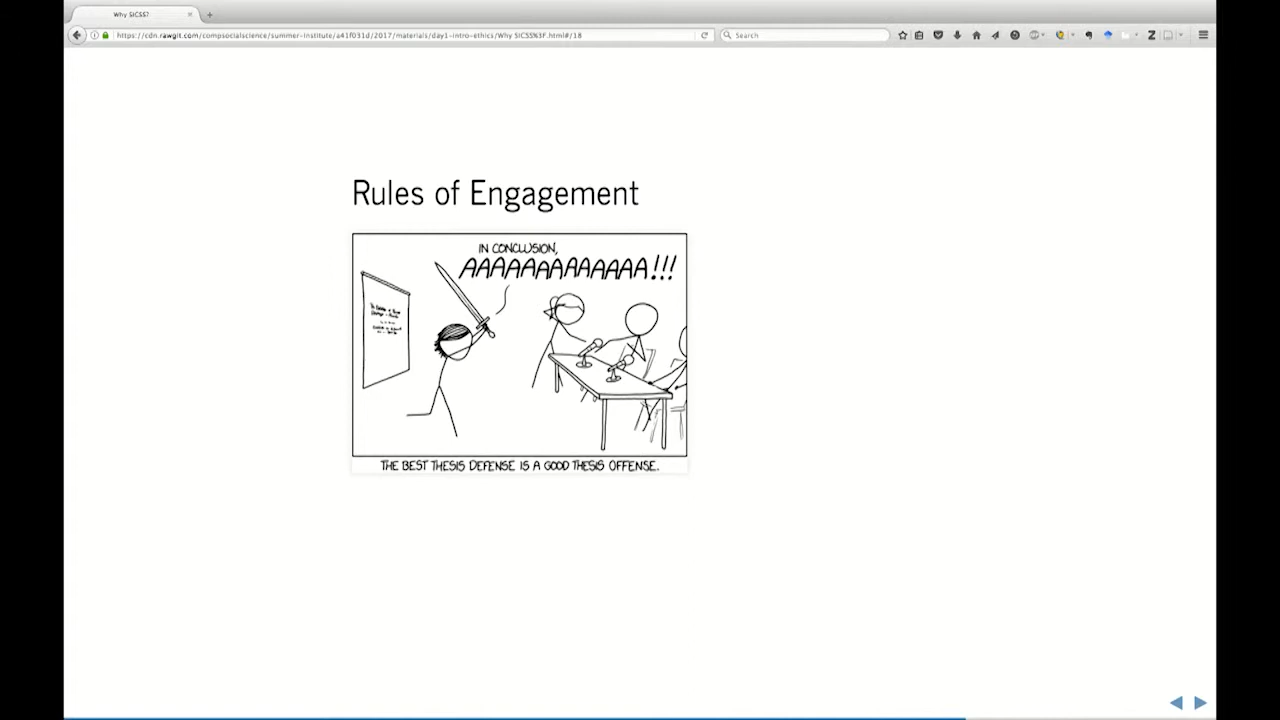 Why SICSS?
https://cdn.rawgit.com/compsocialscience/summer-institute/a41f031d/2017/materials/day1-intro-ethics/Why SICSS%3F.html#/18
Search
Rules of Engagement
IN CONCLUSION,
AAAAAAAAAAAAA!!!
THE BEST THESIS DEFENSE IS A GOOD THESIS OFFENSE.